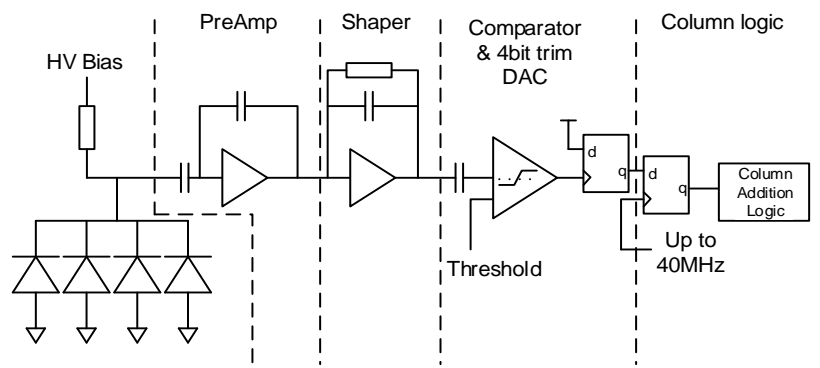 PreAmp
Shaper
Comparator
& 4bit trim
DAC
Column logic
HV Bias
d
q
d
q
Column
Addition
Logic
Threshold
Up to
40MHz